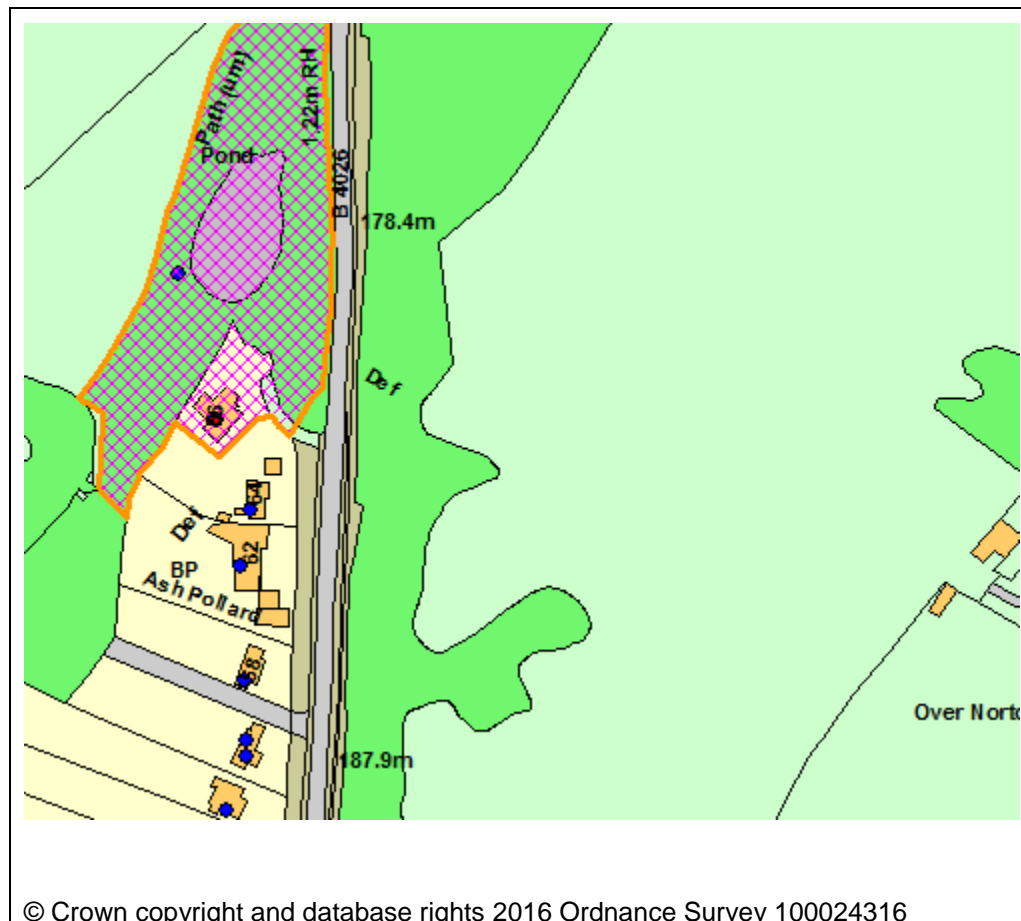 Path (um)
1.22m RH
Pond
B 4026
178.4m
Def
66
64
Def
62
BP
Ash Pollard
58
Over Norto
187.9m
© Crown copyright and database rights 2016 Ordnance Survey 100024316